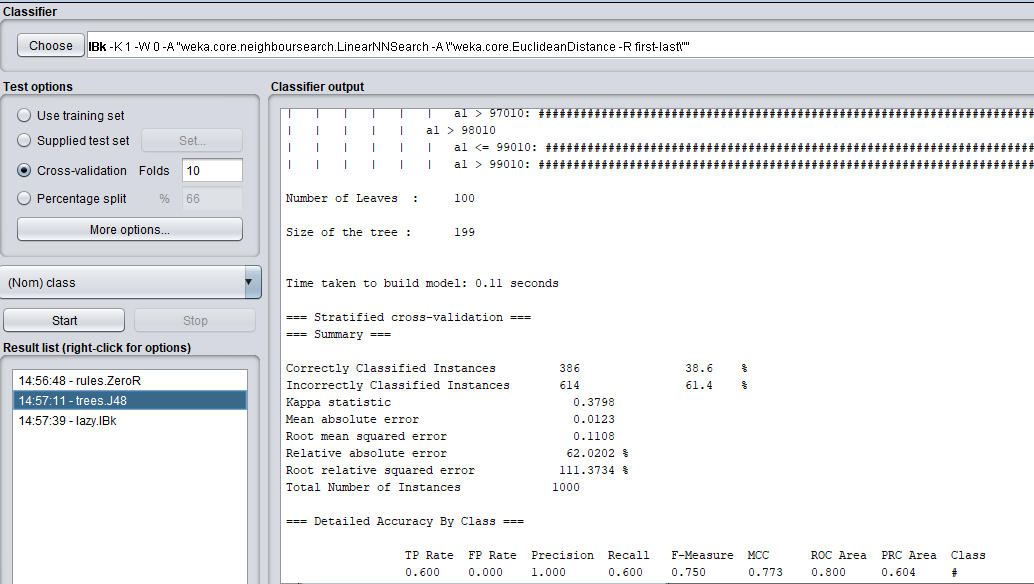 Classifier
Choose IBk -K 1 -W 0 -A "weka.core.neighboursearch.LinearNNSearch -A \"weka.core.EuclideanDistance -R first-last\""
Test options
Use training set
Supplied test set Set...
Cross-validation Folds 10
Percentage split % 66
More options...
(Nom) class
Start Stop
Result list (right-click for options)
14:56:48 - rules.ZeroR
14:57:11 - trees.J48
14:57:39 - lazy.IBk
Classifier output
| | | | | | a1 > 97010: ######################################################################
| | | | | a1 > 98010
| | | | | | a1 <= 99010: #####################################################################
| | | | | | a1 > 99010: ######################################################################
Number of Leaves : 100
Size of the tree : 199
Time taken to build model: 0.11 seconds
=== Stratified cross-validation ===
=== Summary ===
Correctly Classified Instances 386 38.6 %
Incorrectly Classified Instances 614 61.4 %
Kappa statistic 0.3798
Mean absolute error 0.0123
Root mean squared error 0.1108
Relative absolute error 62.0202 %
Root relative squared error 111.3734 %
Total Number of Instances 1000
=== Detailed Accuracy By Class ===
TP Rate FP Rate Precision Recall F-Measure MCC ROC Area PRC Area Class
0.600 0.000 1.000 0.600 0.750 0.773 0.800 0.604 #